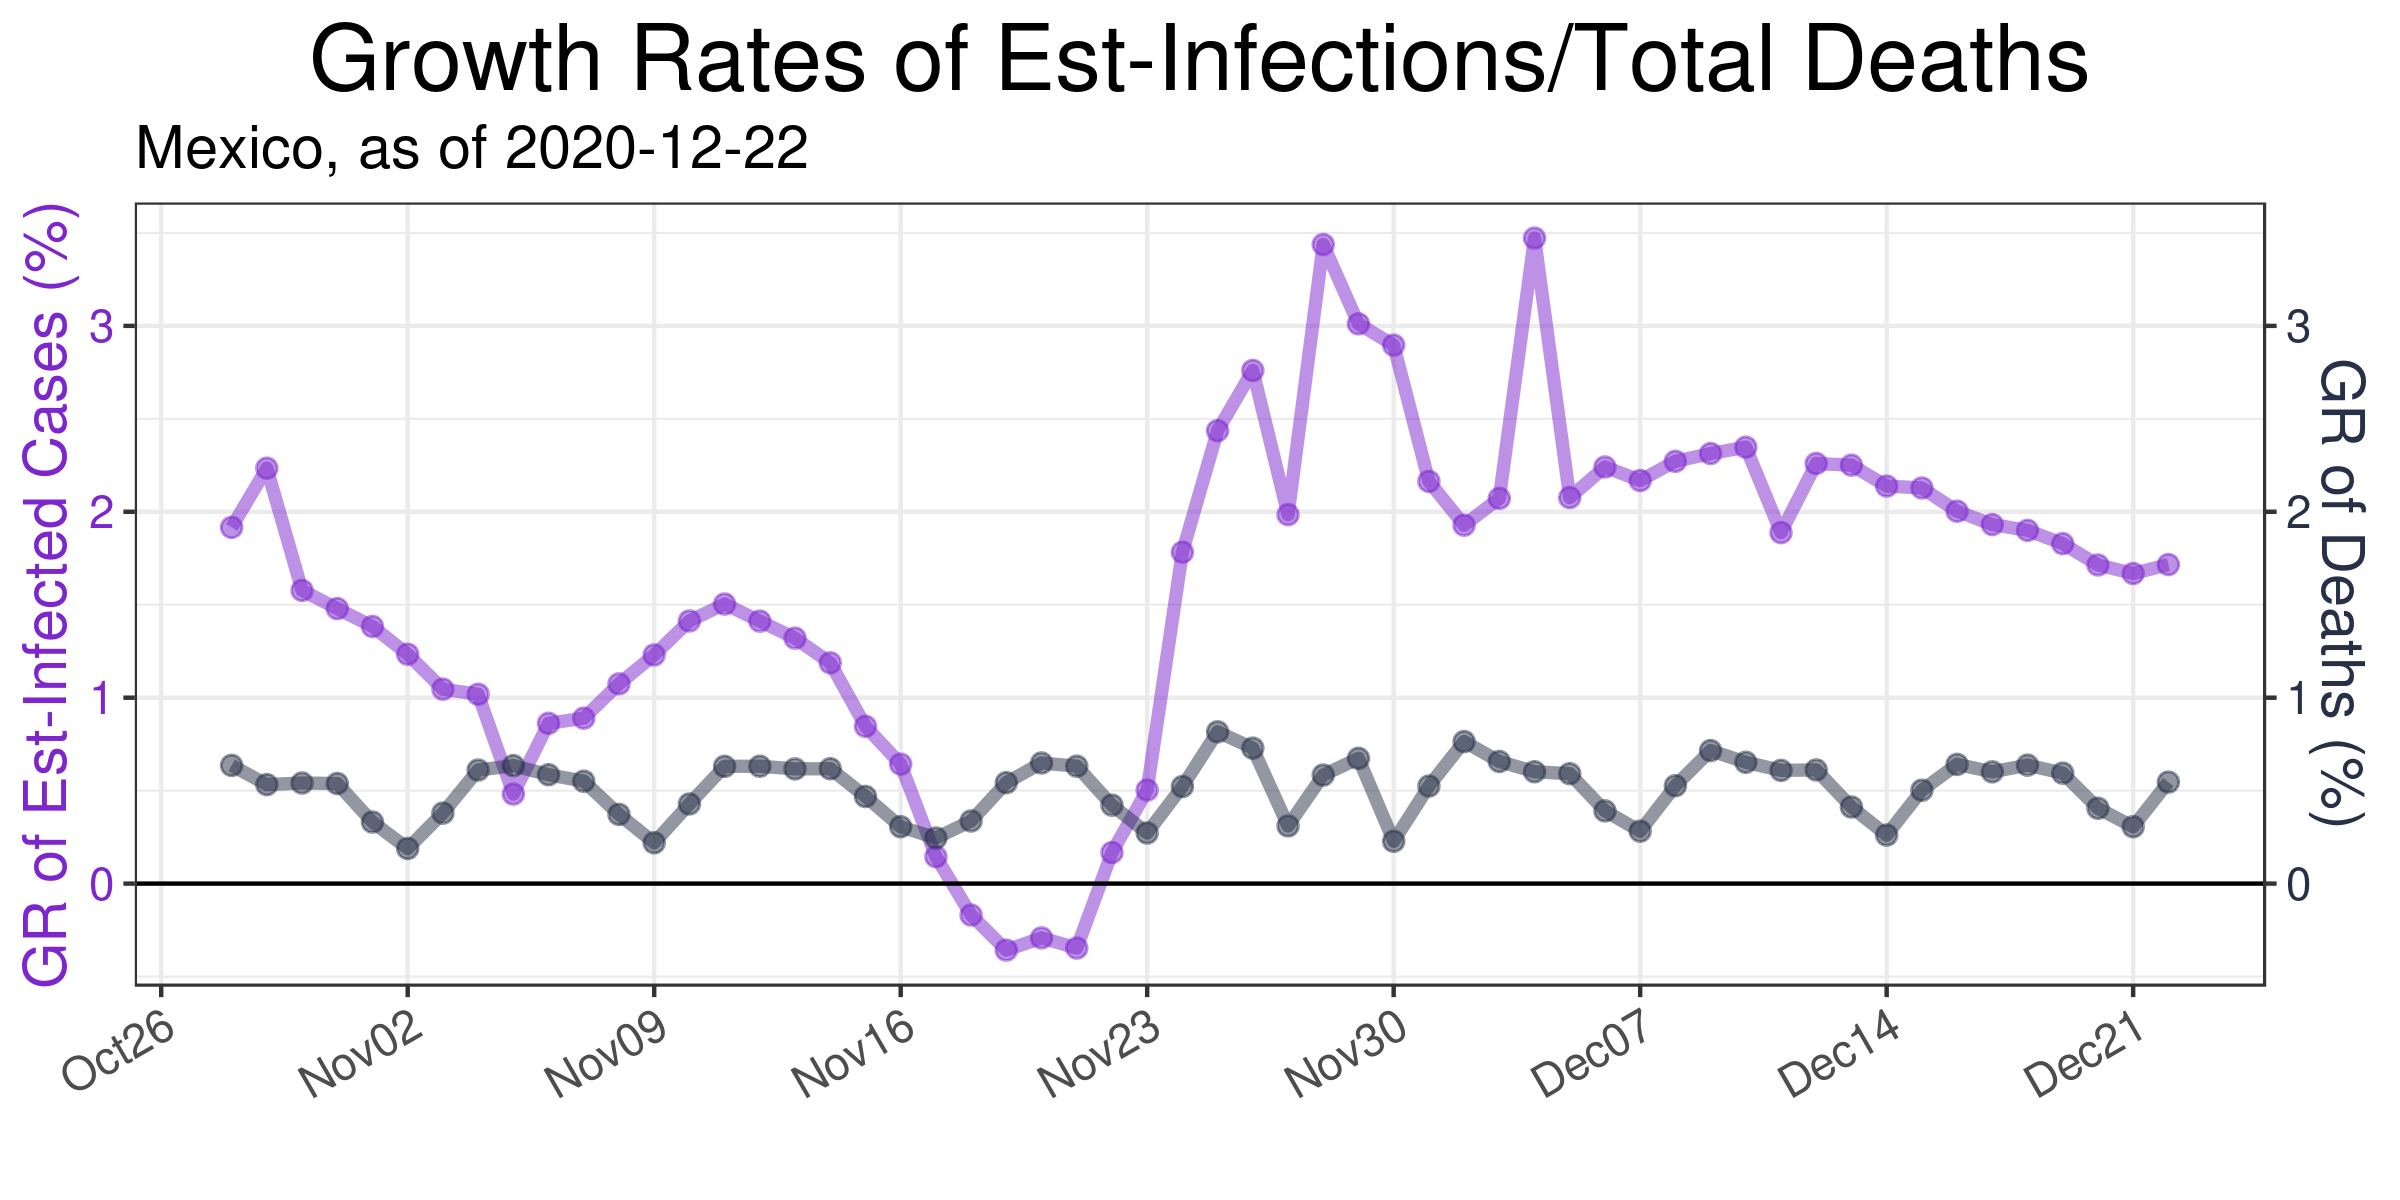 Growth Rates of Est-Infections/Total Deaths
Mexico, as of 2020-12-22
GR of Est-Infected Cases (%)
3
2
1
0
3
2
1
0
GR of Deaths (%)
Oct26
Nov02
Nov09
Nov16
Nov23
Nov30
Dec07
Dec14
Dec21